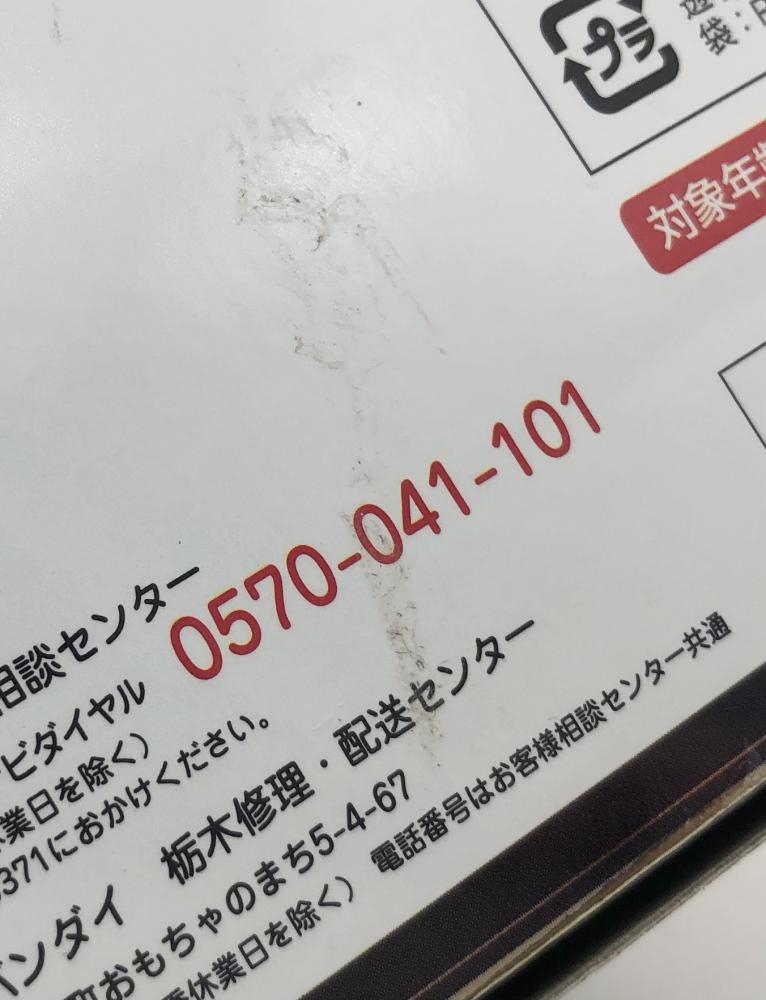 プラ
袋：
対象年齢
相談センター
0570-041-101
ビダイヤル
業日を除く）
371におかけください。
バンダイ 栃木修理・配送センター
町おもちゃのまち5-4-67
休業日を除く） 電話番号はお客様相談センター共通